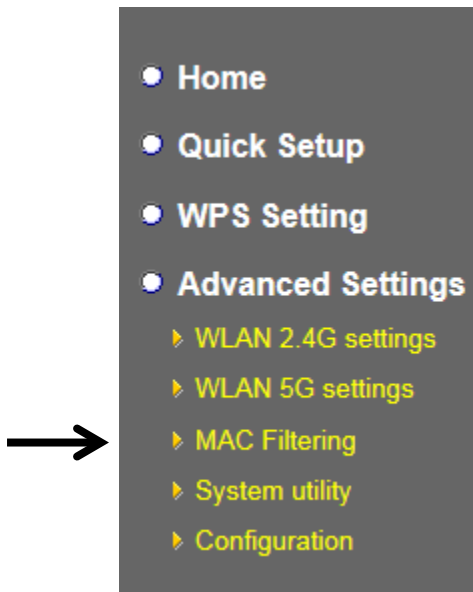 Home
Quick Setup
WPS Setting
Advanced Settings
WLAN 2.4G settings
WLAN 5G settings
MAC Filtering
System utility
Configuration